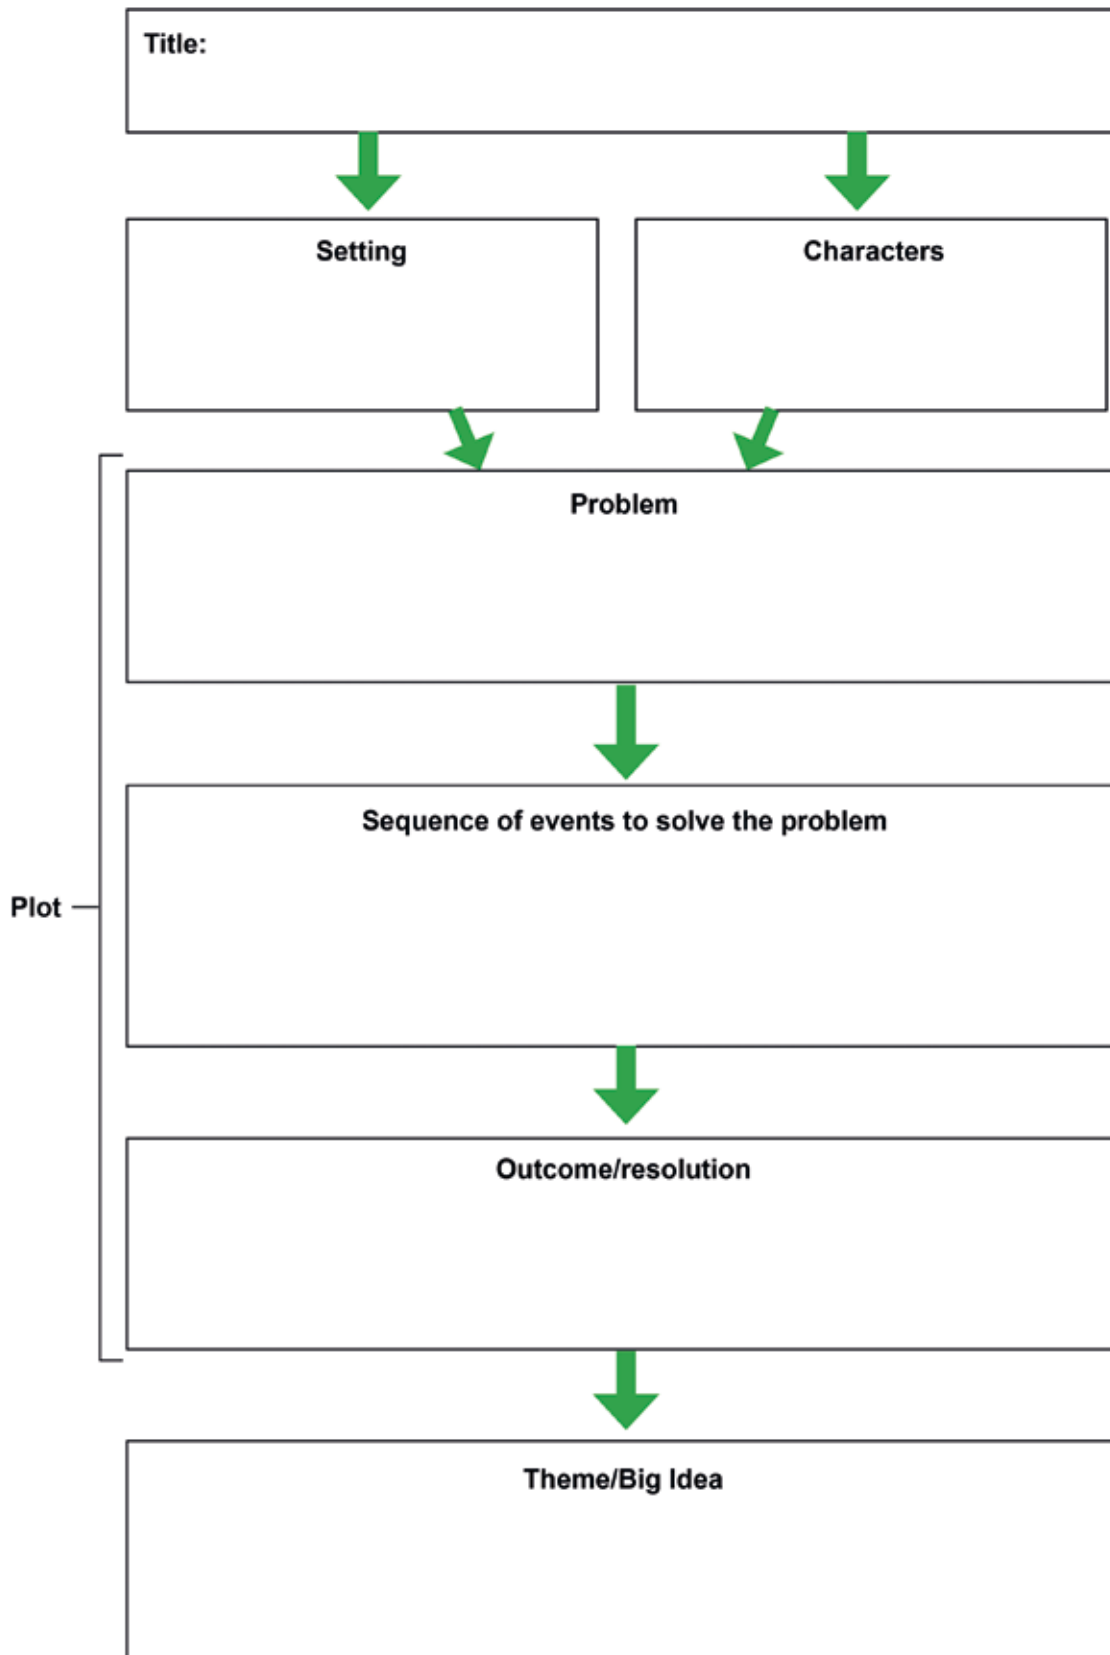 Title:
Setting
Characters
Problem
Sequence of events to solve the problem
Plot
Outcome/resolution
Theme/Big Idea